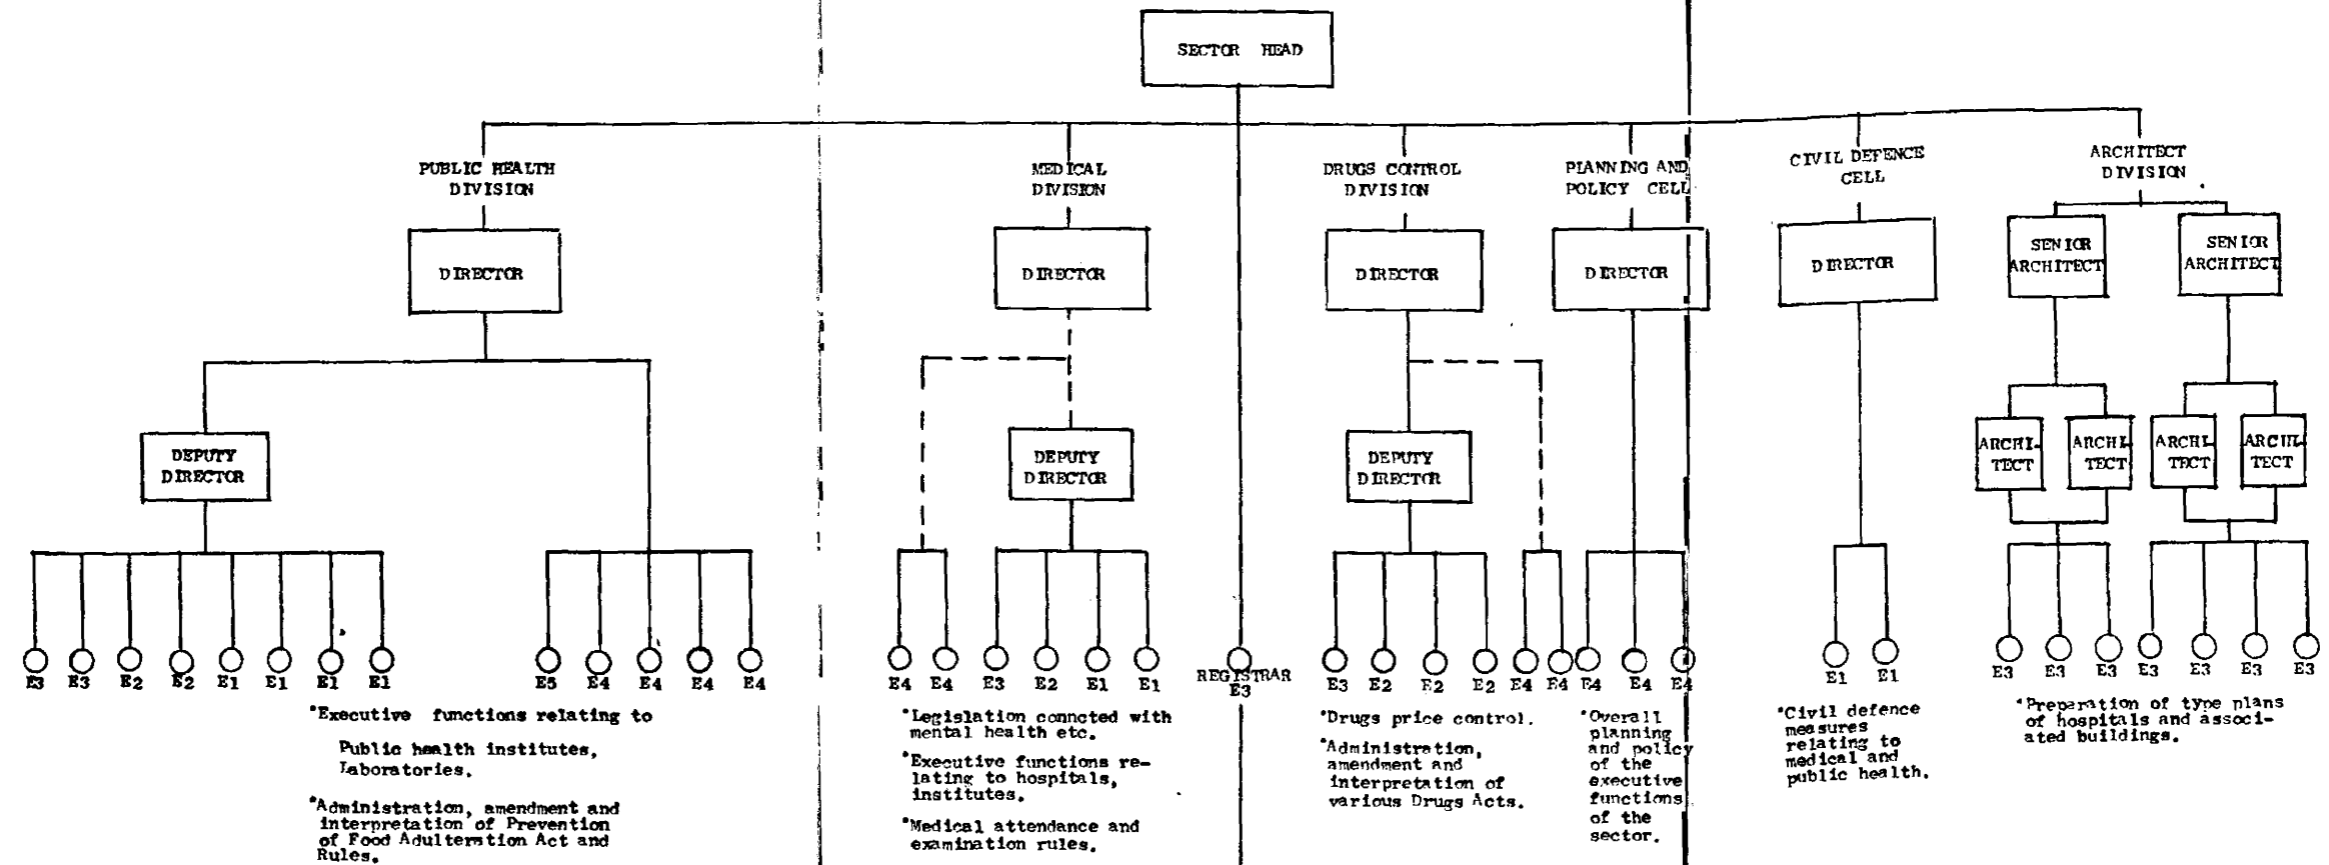 SECTOR HEAD
PUBLIC HEALTH
DIVISION
MEDICAL
DIVISION
DRUGS CONTROL
DIVISION
PLANNING AND
POLICY CELL
CIVIL DEFENCE
CELL
ARCHITECT
DIVISION
DIRECTOR
DIRECTOR
DIRECTOR
DIRECTOR
DIRECTOR
SENIOR
ARCHITECT
SENIOR
ARCHITECT
DEPUTY
DIRECTOR
DEPUTY
DIRECTOR
DEPUTY
DIRECTOR
ARCHI-
TECT
ARCHI-
TECT
ARCHI-
TECT
ARCHI-
TECT
E3 E3 E2 E2 E1 E1 E1 E1
E5 E4 E4 E4 E4
E4 E4 E3 E2 E1 E1
REGISTRAR
E3
E3 E2 E2 E2 E4 E4
E4 E4 E4
E1 E1
E3 E3 E3 E3 E3 E3 E3
*Executive functions relating to
Public health institutes,
Laboratories.
*Administration, amendment and
interpretation of Prevention
of Food Adulteration Act and
Rules.
*Legislation conncted with
mental health etc.
*Executive functions re-
lating to hospitals,
institutes.
*Medical attendance and
examination rules.
*Drugs price control.
*Administration,
amendment and
interpretation of
various Drugs Acts.
*Overall
planning
and policy
of the
executive
functions
of the
sector.
*Civil defence
measures
relating to
medical and
public health.
*Preparation of type plans
of hospitals and associ-
ated buildings.